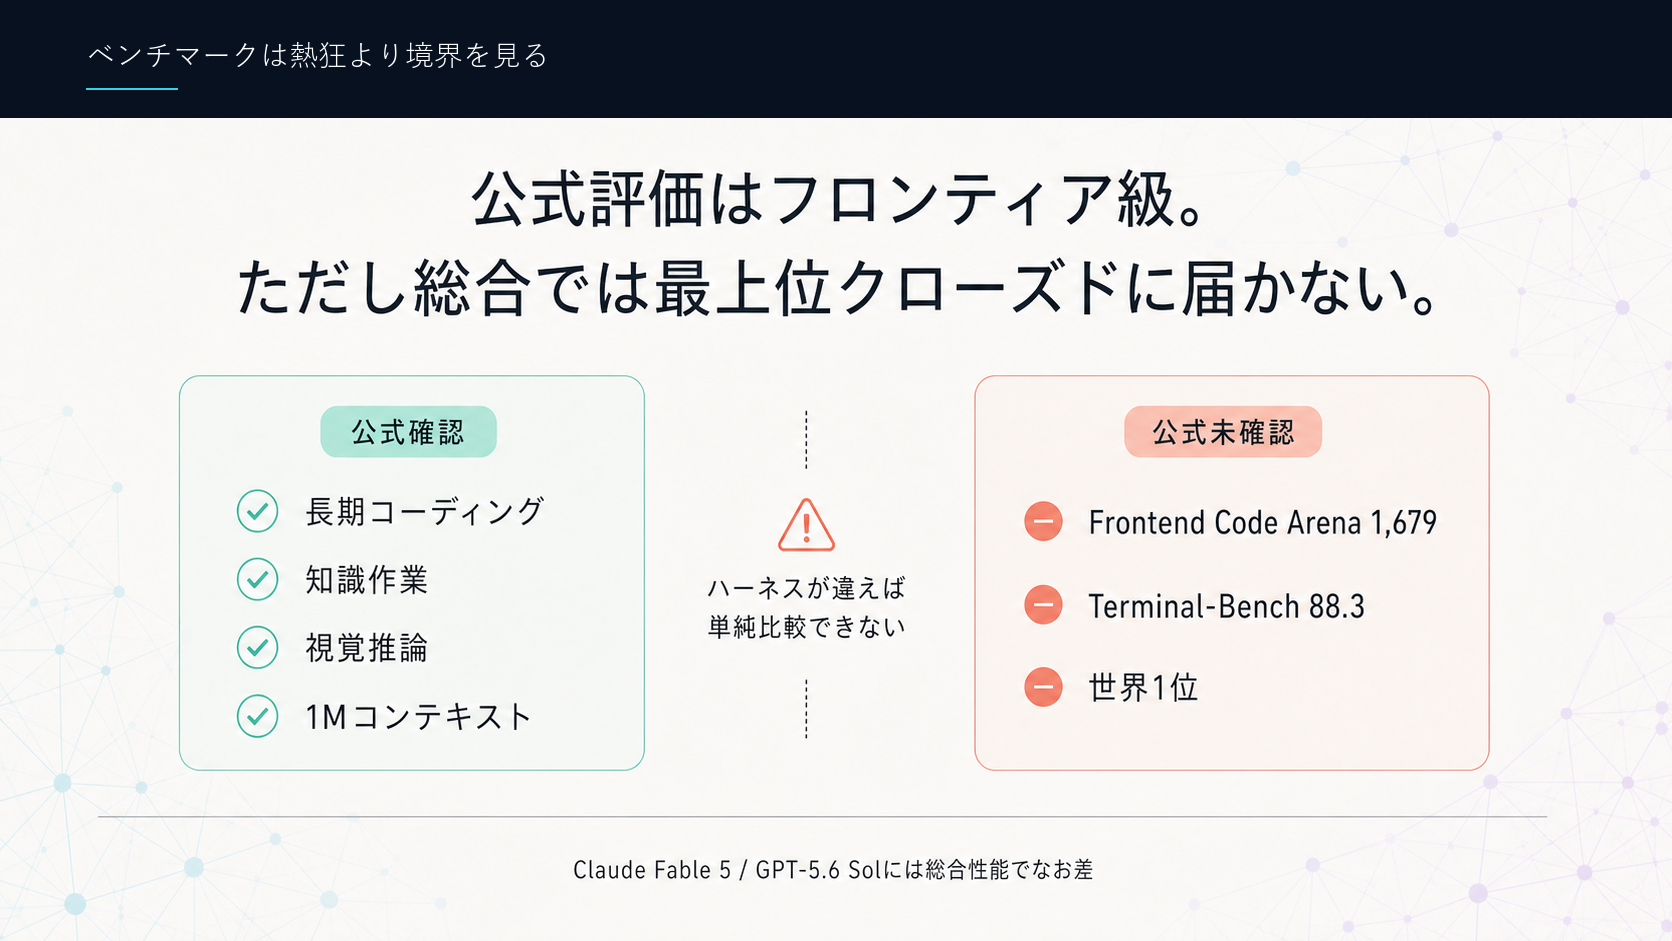 ベンチマークは熱狂より境界を見る
公式評価はフロンティア級。
ただし総合では最上位クローズドに届かない。
公式確認
長期コーディング
知識作業
視覚推論
1Mコンテキスト
ハーネスが違えば
単純比較できない
公式未確認
Frontend Code Arena 1,679
Terminal-Bench 88.3
世界1位
Claude Fable 5 / GPT-5.6 Solには総合性能でなお差